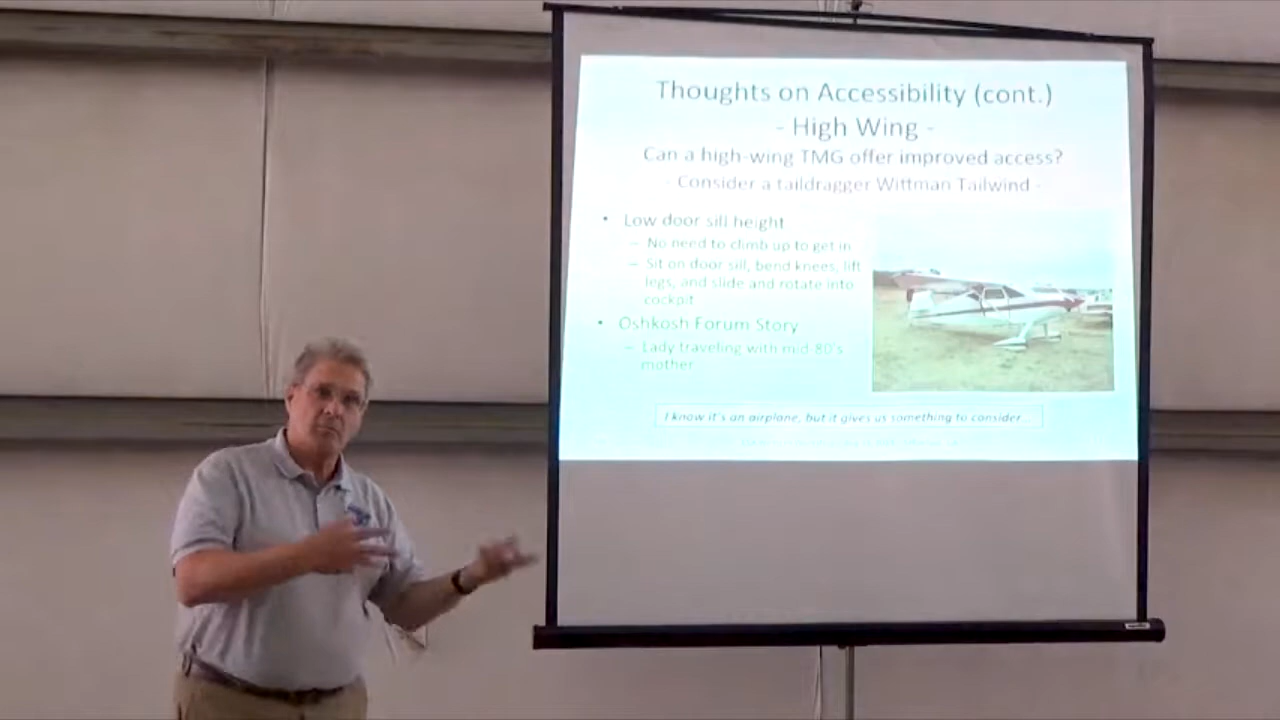 Thoughts on Accessibility (cont.)
- High Wing -
Can a high-wing TMG offer improved access?
- Consider a taildragger Wittman Tailwind -
• Low door sill height
– No need to climb up to get in
– Sit on door sill, bend knees, lift
legs, and slide and rotate into
cockpit
• Oshkosh Forum Story
– Lady traveling with mid-80's
mother
I know it's an airplane, but it gives us something to consider